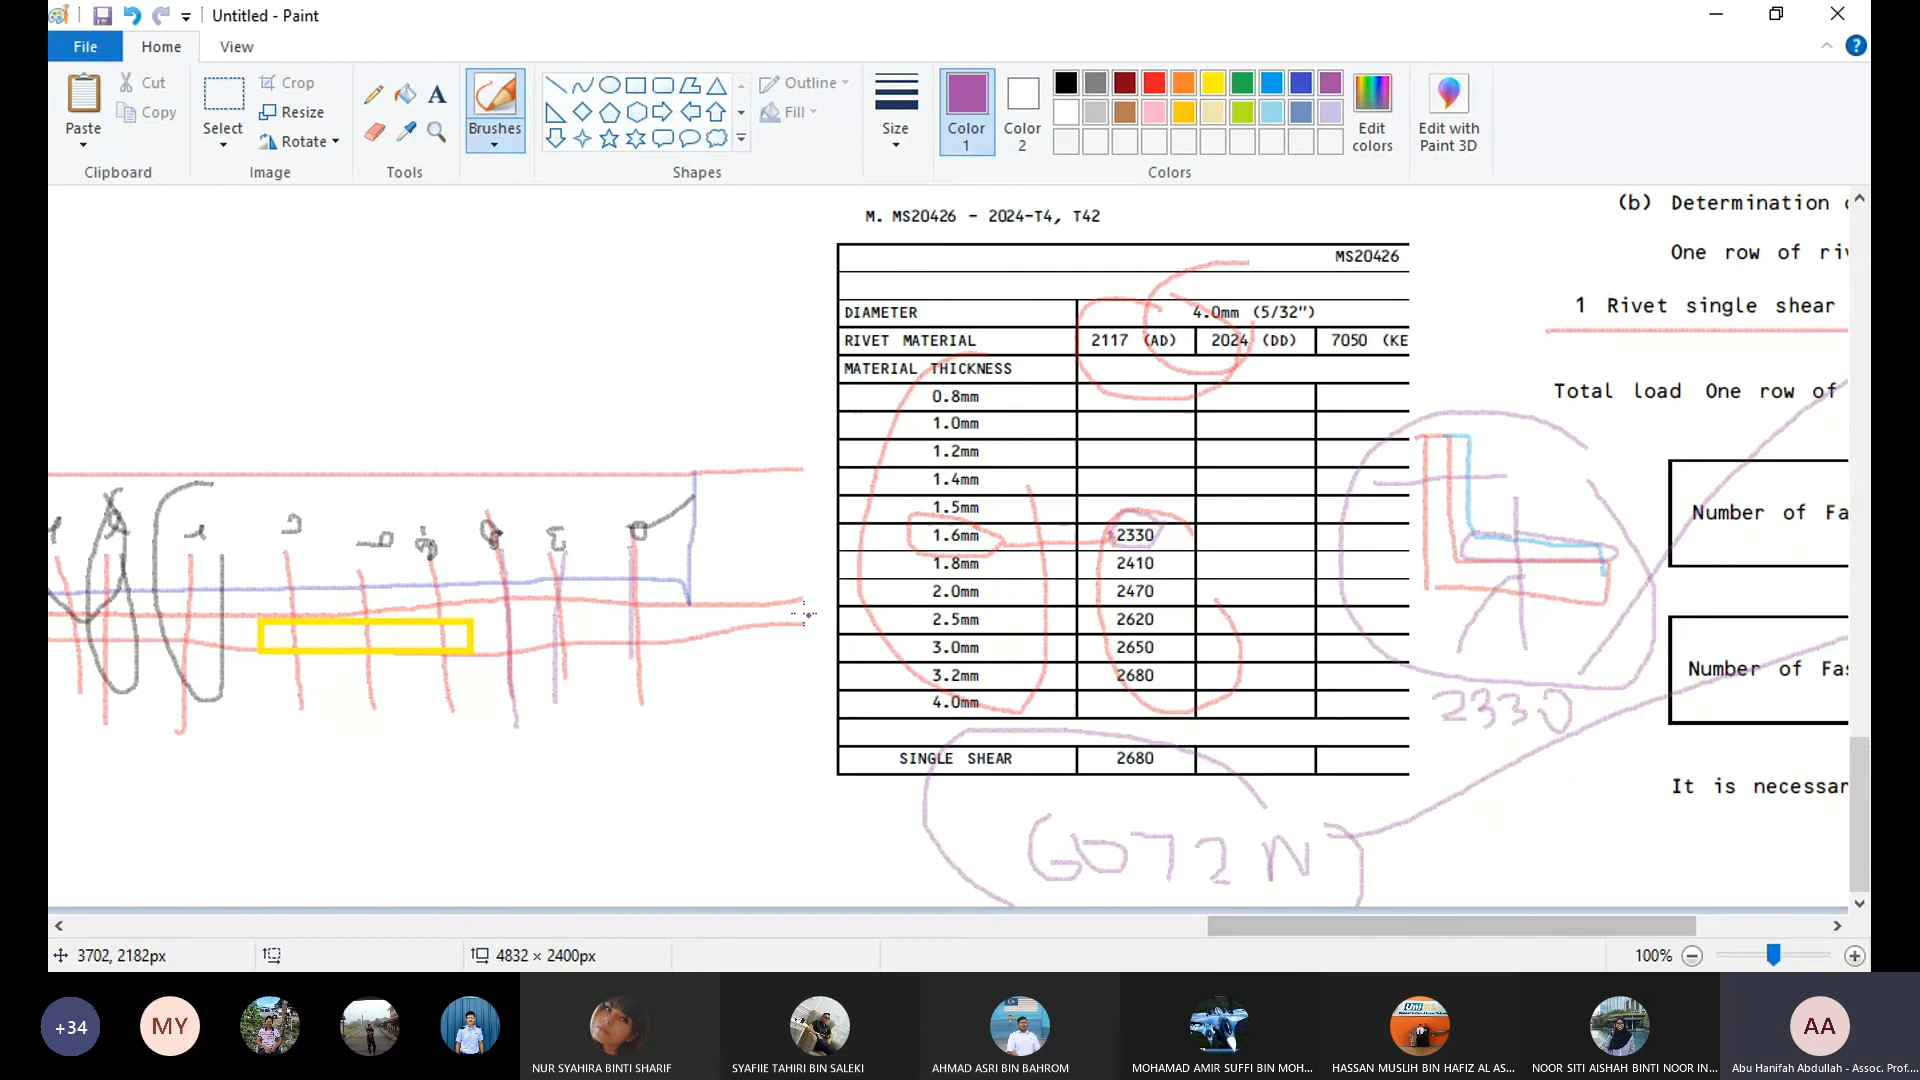 Untitled - Paint
File Home View
Paste Cut Copy
Clipboard
Select Crop Resize Rotate
Image
Tools
Brushes
Shapes
Outline
Fill
Size
Color 1
Color 2
Edit colors
Edit with Paint 3D
Colors
M. MS20426 - 2024-T4, T42
MS20426
DIAMETER 4.0mm (5/32")
RIVET MATERIAL 2117 (AD) 2024 (DD) 7050 (KE
MATERIAL THICKNESS
0.8mm
1.0mm
1.2mm
1.4mm
1.5mm
1.6mm 2330
1.8mm 2410
2.0mm 2470
2.5mm 2620
3.0mm 2650
3.2mm 2680
4.0mm
SINGLE SHEAR 2680
6072N
2330
(b) Determination
One row of riv
1 Rivet single shear
Total load One row of
Number of Fa
Number of Fas
It is necessar
3702, 2182px
4832 × 2400px
100%
+34
MY
NUR SYAHIRA BINTI SHARIF
SYAFIIE TAHIRI BIN SALEKI
AHMAD ASRI BIN BAHROM
MOHAMAD AMIR SUFFI BIN MOH...
HASSAN MUSLIH BIN HAFIZ AL AS...
NOOR SITI AISHAH BINTI NOOR IN...
AA
Abu Hanifah Abdullah - Assoc. Prof....